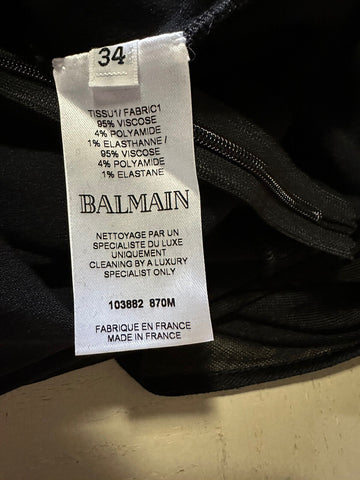 34
TISSU1/ FABRIC1
95% VISCOSE
4% POLYAMIDE
1% ELASTHANNE /
95% VISCOSE
4% POLYAMIDE
1% ELASTANE
BALMAIN
NETTOYAGE PAR UN
SPECIALISTE DU LUXE
UNIQUEMENT
CLEANING BY A LUXURY
SPECIALIST ONLY
103882 870M
FABRIQUE EN FRANCE
MADE IN FRANCE